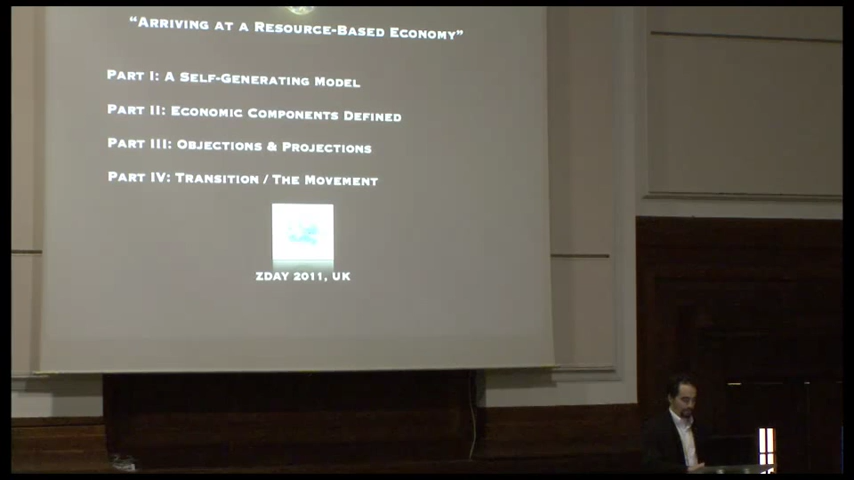 “Arriving at a Resource-Based Economy”
Part I: A Self-Generating Model
Part II: Economic Components Defined
Part III: Objections & Projections
Part IV: Transition / The Movement
ZDAY 2011, UK